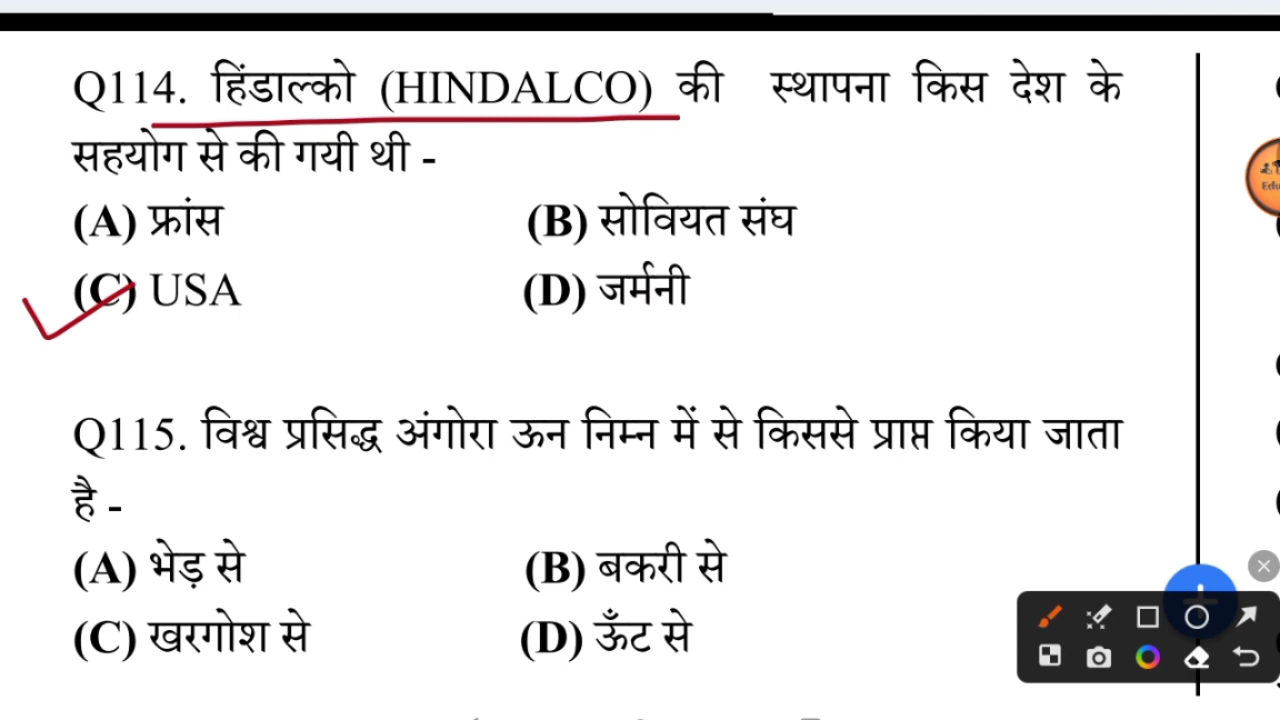 Q114. हिंडाल्को (HINDALCO) की स्थापना किस देश के
सहयोग से की गयी थी -
(A) फ्रांस (B) सोवियत संघ
(C) USA (D) जर्मनी
Q115. विश्व प्रसिद्ध अंगोरा ऊन निम्न में से किससे प्राप्त किया जाता
है -
(A) भेड़ से (B) बकरी से
(C) खरगोश से (D) ऊँट से